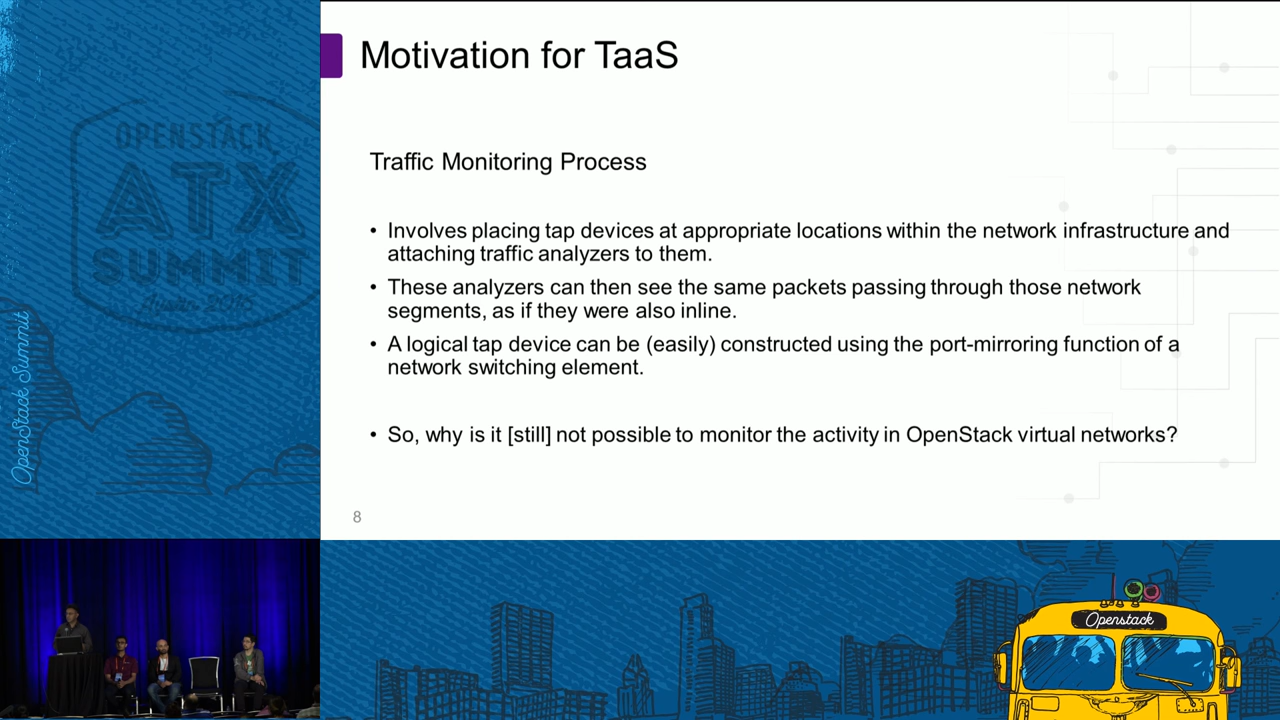 Motivation for TaaS
Traffic Monitoring Process
• Involves placing tap devices at appropriate locations within the network infrastructure and
attaching traffic analyzers to them.
• These analyzers can then see the same packets passing through those network
segments, as if they were also inline.
• A logical tap device can be (easily) constructed using the port-mirroring function of a
network switching element.
• So, why is it [still] not possible to monitor the activity in OpenStack virtual networks?
8
OPENSTACK
ATX
SUMMIT
Austin 2016
OpenStack Summit
Openstack